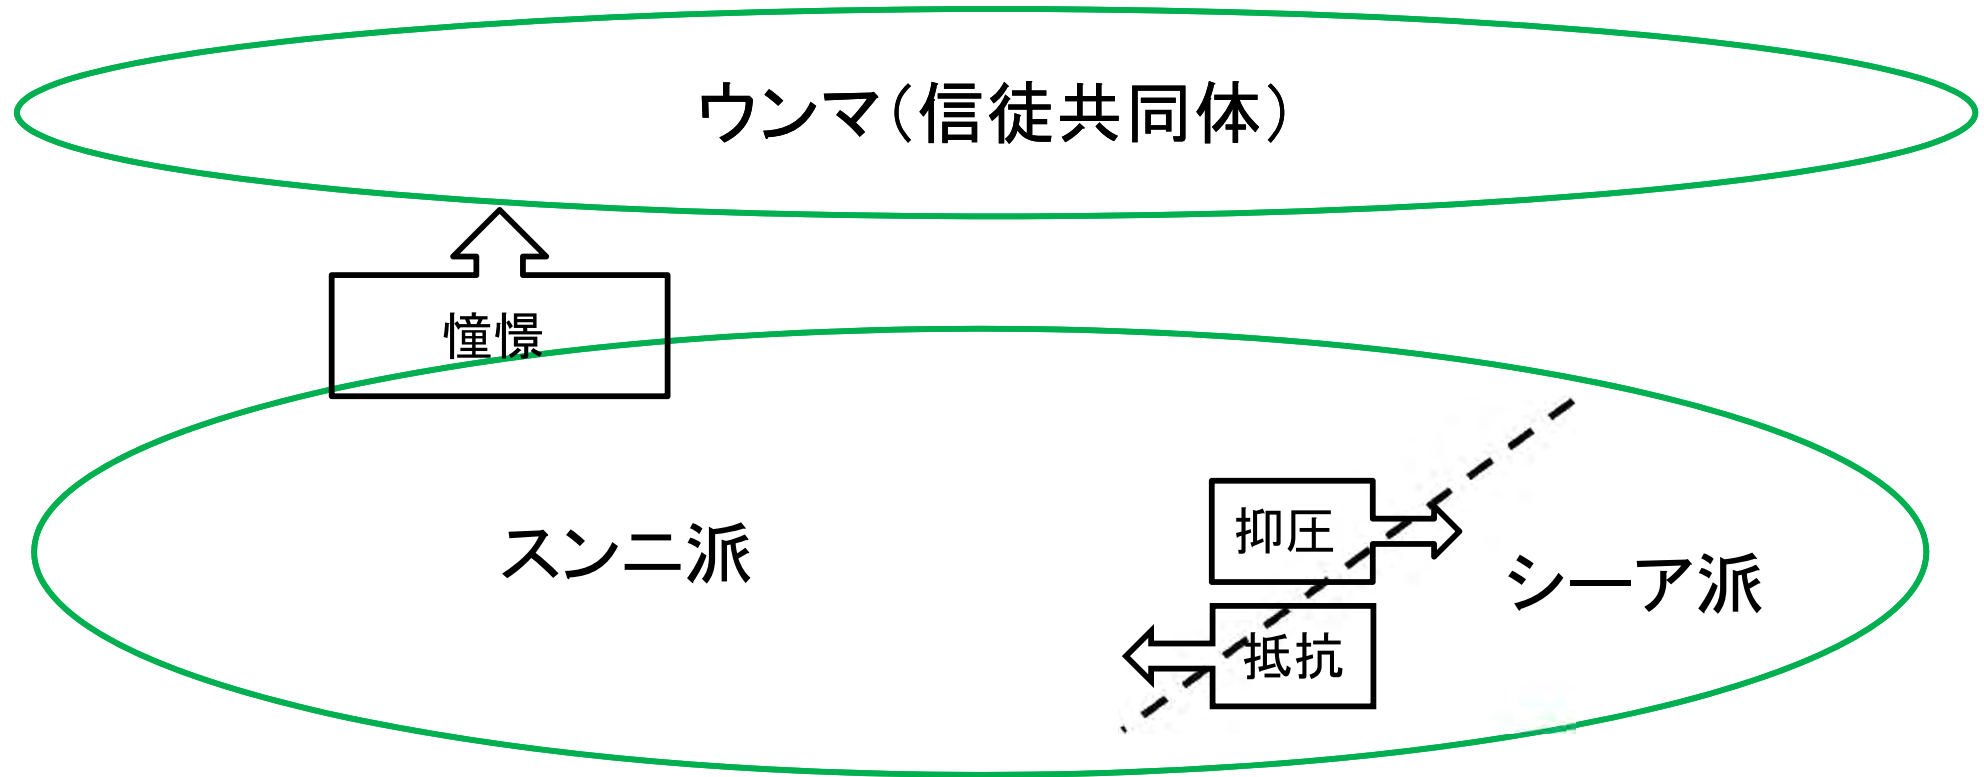 ウンマ（信徒共同体）
憧憬
スンニ派
抑圧
シーア派
抵抗